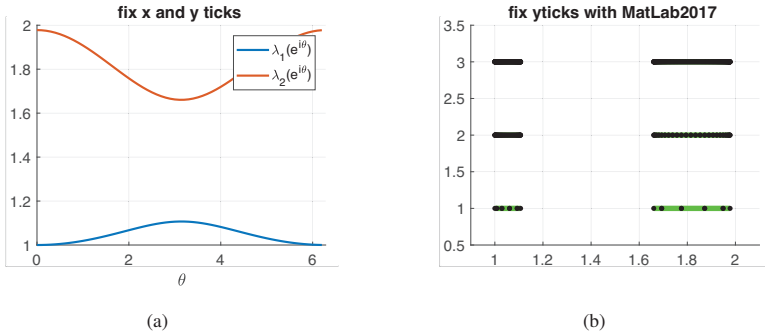 fix x and y ticks
2
1.8
1.6
1.4
1.2
1
0 2 4 6
θ
λ1(e^iθ)
λ2(e^iθ)
(a)
fix yticks with MatLab2017
3.5
3
2.5
2
1.5
1
0.5
1 1.2 1.4 1.6 1.8 2
(b)